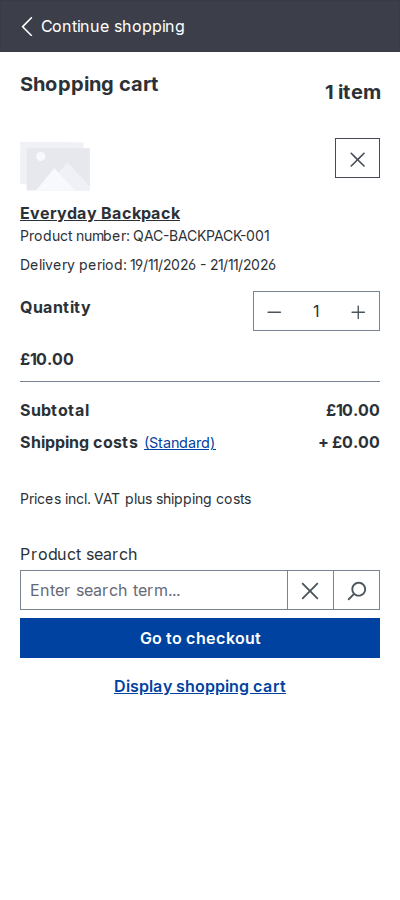 Continue shopping
Shopping cart
1 item
Everyday Backpack
Product number: QAC-BACKPACK-001
Delivery period: 19/11/2026 - 21/11/2026
Quantity
1
£10.00
Subtotal £10.00
Shipping costs (Standard) + £0.00
Prices incl. VAT plus shipping costs
Product search
Enter search term...
Go to checkout
Display shopping cart